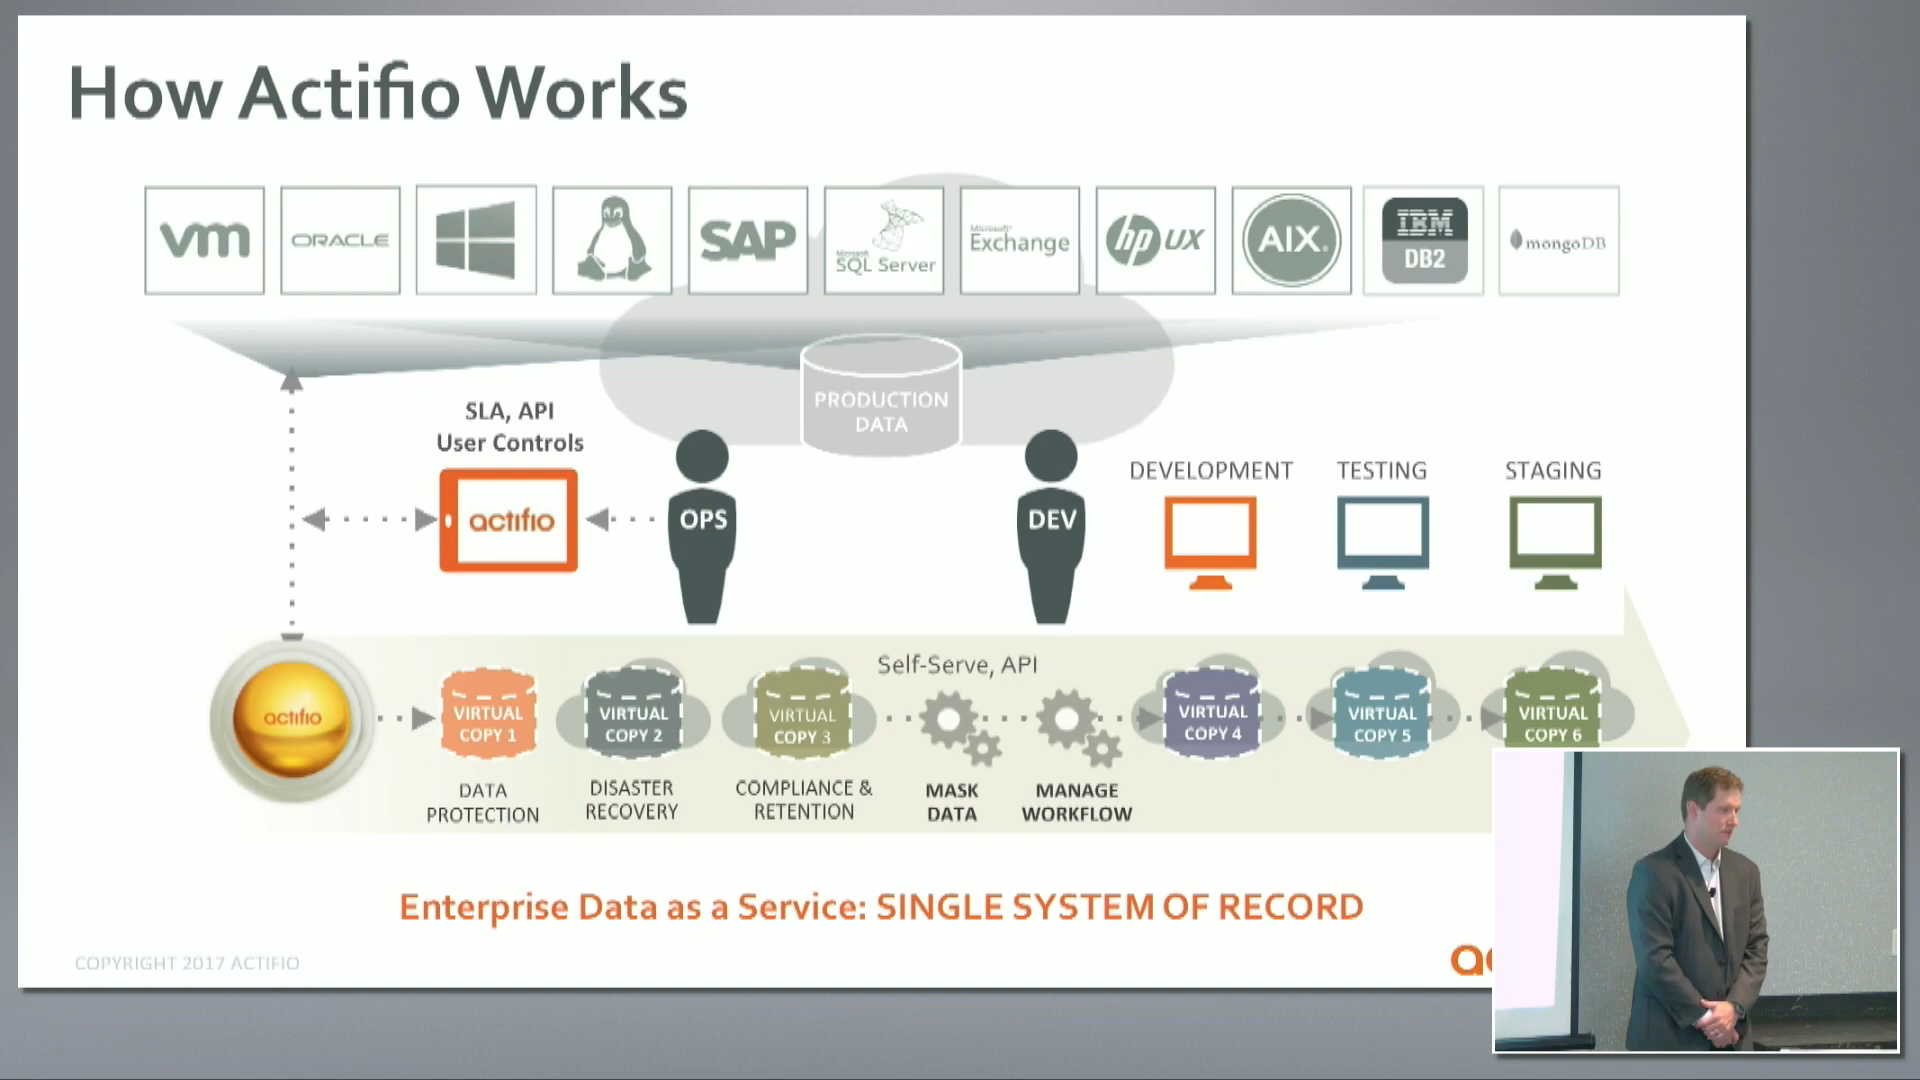 How Actifio Works
vm
ORACLE
SAP
Microsoft
SQL Server
Microsoft
Exchange
hp UX
AIX
IBM
DB2
mongoDB
PRODUCTION
DATA
SLA, API
User Controls
actifio
OPS
DEV
DEVELOPMENT
TESTING
STAGING
Self-Serve, API
actifio
VIRTUAL
COPY 1
VIRTUAL
COPY 2
VIRTUAL
COPY 3
VIRTUAL
COPY 4
VIRTUAL
COPY 5
VIRTUAL
COPY 6
DATA
PROTECTION
DISASTER
RECOVERY
COMPLIANCE &
RETENTION
MASK
DATA
MANAGE
WORKFLOW
Enterprise Data as a Service: SINGLE SYSTEM OF RECORD
COPYRIGHT 2017 ACTIFIO